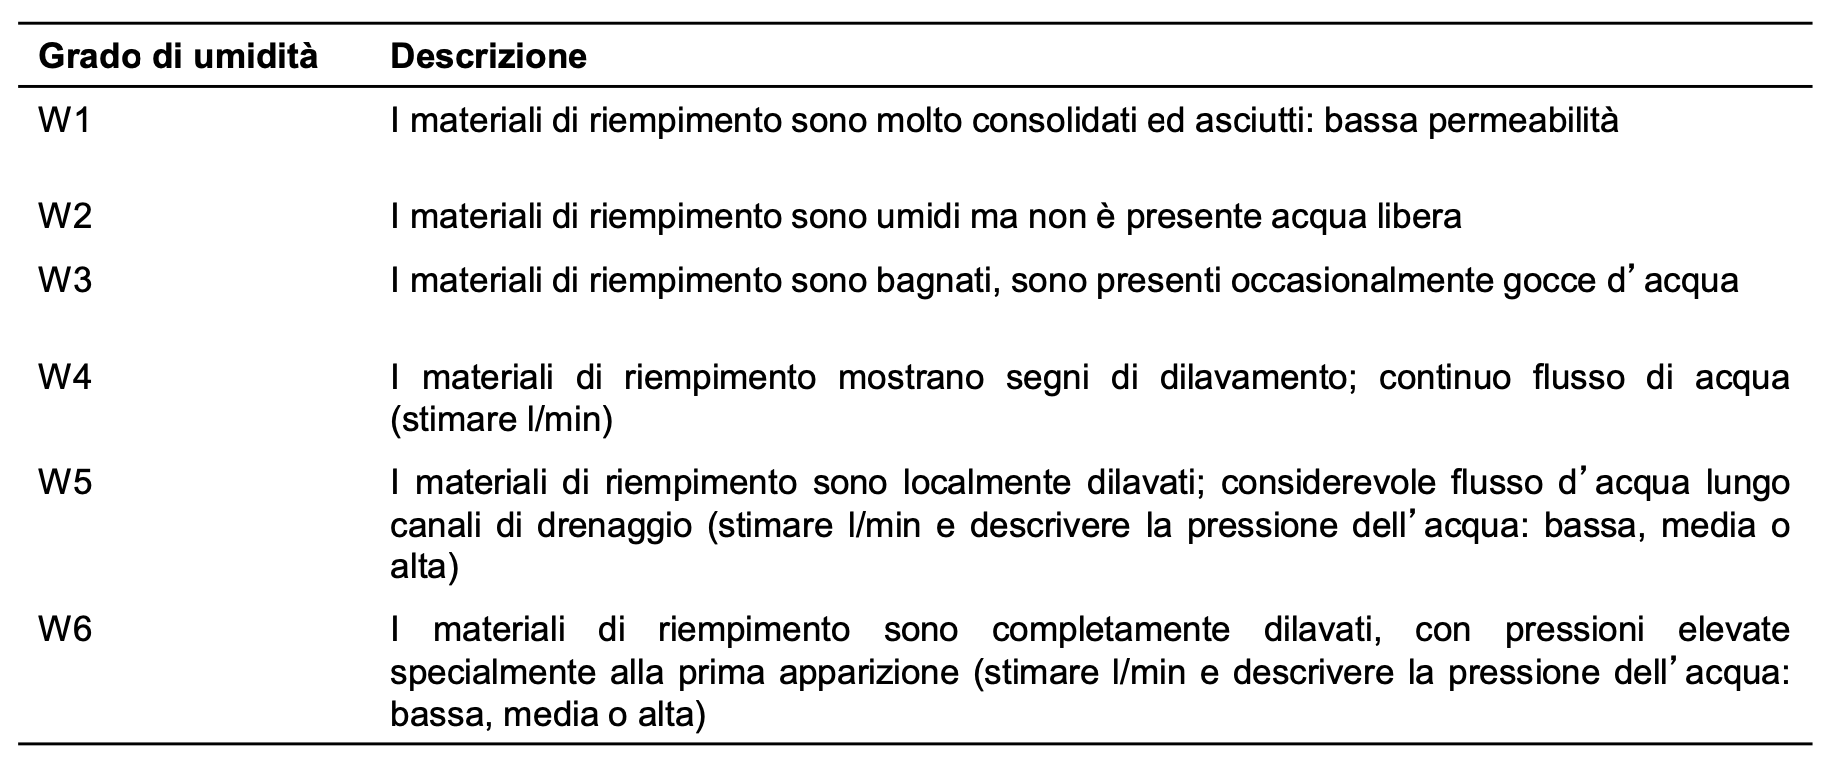 Grado di umidità Descrizione
W1 I materiali di riempimento sono molto consolidati ed asciutti: bassa permeabilità
W2 I materiali di riempimento sono umidi ma non è presente acqua libera
W3 I materiali di riempimento sono bagnati, sono presenti occasionalmente gocce d’acqua
W4 I materiali di riempimento mostrano segni di dilavamento; continuo flusso di acqua
(stimare l/min)
W5 I materiali di riempimento sono localmente dilavati; considerevole flusso d’acqua lungo
canali di drenaggio (stimare l/min e descrivere la pressione dell’acqua: bassa, media o
alta)
W6 I materiali di riempimento sono completamente dilavati, con pressioni elevate
specialmente alla prima apparizione (stimare l/min e descrivere la pressione dell’acqua:
bassa, media o alta)